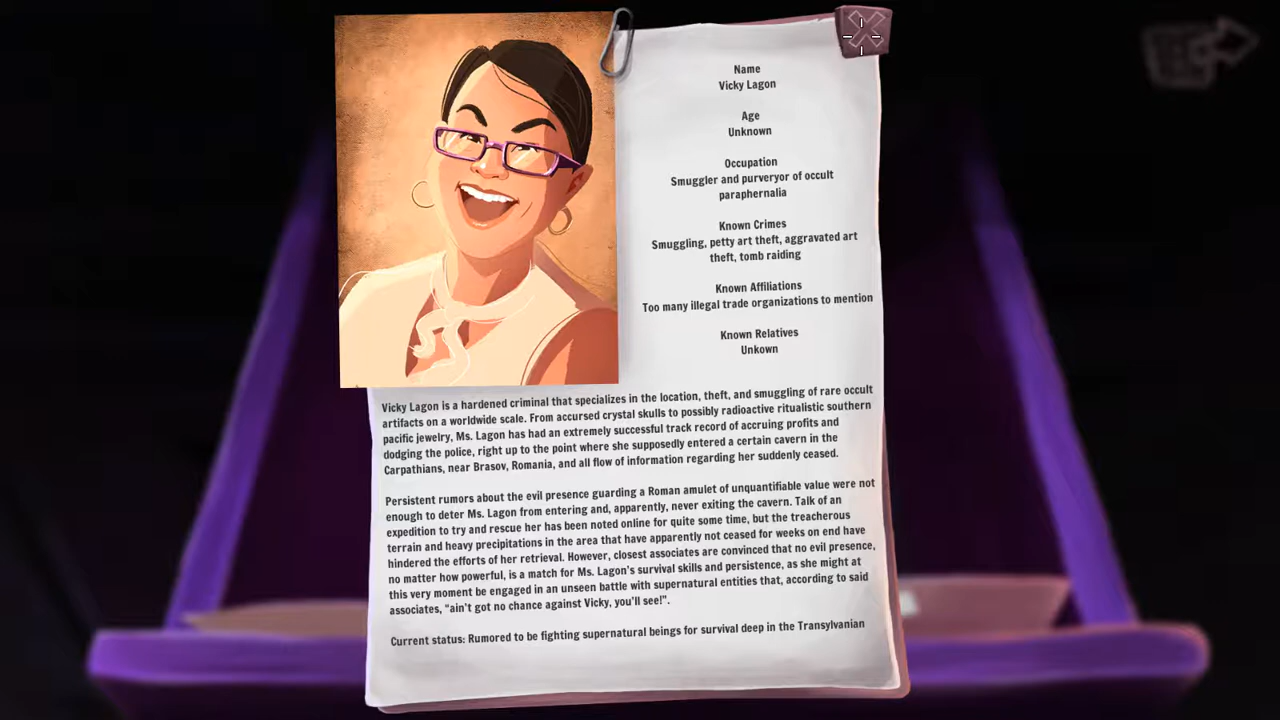 Name
Vicky Lagon
Age
Unknown
Occupation
Smuggler and purveryor of occult
paraphernalia
Known Crimes
Smuggling, petty art theft, aggravated art
theft, tomb raiding
Known Affiliations
Too many illegal trade organizations to mention
Known Relatives
Unkown
Vicky Lagon is a hardened criminal that specializes in the location, theft, and smuggling of rare occult
artifacts on a worldwide scale. From accursed crystal skulls to possibly radioactive ritualistic southern
pacific jewelry, Ms. Lagon has had an extremely successful track record of accruing profits and
dodging the police, right up to the point where she supposedly entered a certain cavern in the
Carpathians, near Brasov, Romania, and all flow of information regarding her suddenly ceased.
Persistent rumors about the evil presence guarding a Roman amulet of unquantifiable value were not
enough to deter Ms. Lagon from entering and, apparently, never exiting the cavern. Talk of an
expedition to try and rescue her has been noted online for quite some time, but the treacherous
terrain and heavy precipitations in the area that have apparently not ceased for weeks on end have
hindered the efforts of her retrieval. However, closest associates are convinced that no evil presence,
no matter how powerful, is a match for Ms. Lagon's survival skills and persistence, as she might at
this very moment be engaged in an unseen battle with supernatural entities that, according to said
associates, "ain't got no chance against Vicky, you'll see!".
Current status: Rumored to be fighting supernatural beings for survival deep in the Transylvanian